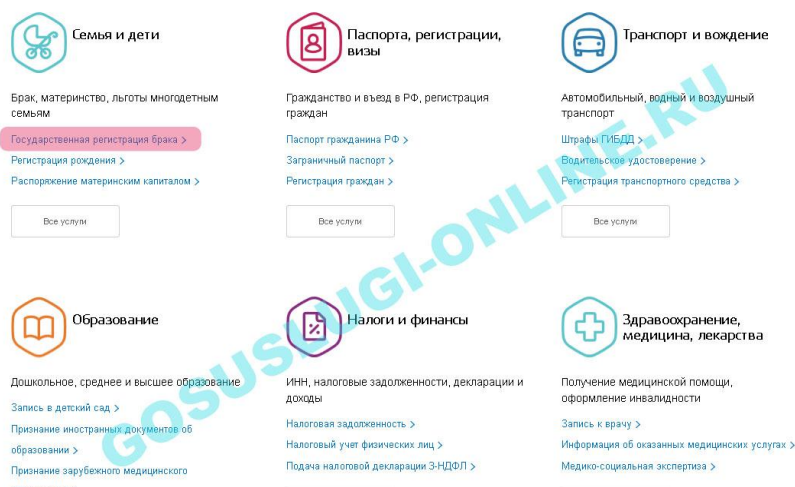 Семья и дети
Брак, материнство, льготы многодетным
семьям
Государственная регистрация брака
Регистрация рождения
Распоряжение материнским капиталом
Все услуги
Паспорта, регистрации,
визы
Гражданство и въезд в РФ, регистрация
граждан
Паспорт гражданина РФ
Заграничный паспорт
Регистрация граждан
Все услуги
Транспорт и вождение
Автомобильный, водный и воздушный
транспорт
Штрафы ГИБДД
Водительское удостоверение
Регистрация транспортного средства
Все услуги
Образование
Дошкольное, среднее и высшее образование
Запись в детский сад
Признание иностранных документов об
образовании
Признание зарубежного медицинского
Налоги и финансы
ИНН, налоговые задолженности, декларации и
доходы
Налоговая задолженность
Налоговый учет физических лиц
Подача налоговой декларации 3-НДФЛ
Здравоохранение,
медицина, лекарства
Получение медицинской помощи,
оформление инвалидности
Запись к врачу
Информация об оказанных медицинских услугах
Медико-социальная экспертиза
GOSUSLUGI-ONLINE.RU